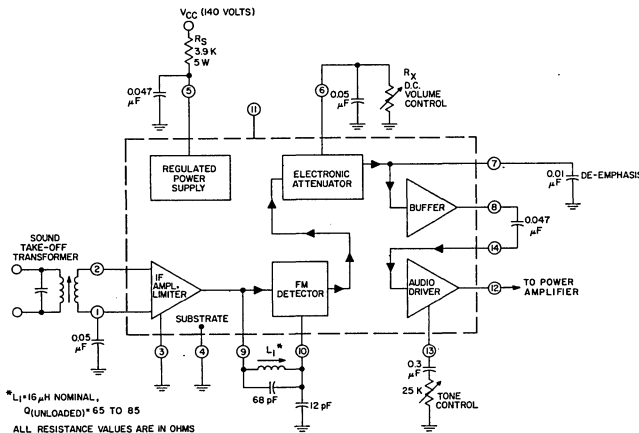 VCC (140 VOLTS)
RS
3.9 K
5 W
0.047
μF
5
11
6
0.05
μF
RX
D.C.
VOLUME
CONTROL
REGULATED
POWER
SUPPLY
ELECTRONIC
ATTENUATOR
7
0.01
μF
DE-EMPHASIS
BUFFER
8
0.047
μF
14
SOUND
TAKE-OFF
TRANSFORMER
2
1
0.05
μF
IF
AMPL.
LIMITER
FM
DETECTOR
AUDIO
DRIVER
12
TO POWER
AMPLIFIER
SUBSTRATE
3
4
9
10
13
L1*
68 pF
12 pF
0.3
μF
25 K
TONE
CONTROL
*L1=16 μH NOMINAL,
Q(UNLOADED)= 65 TO 85
ALL RESISTANCE VALUES ARE IN OHMS